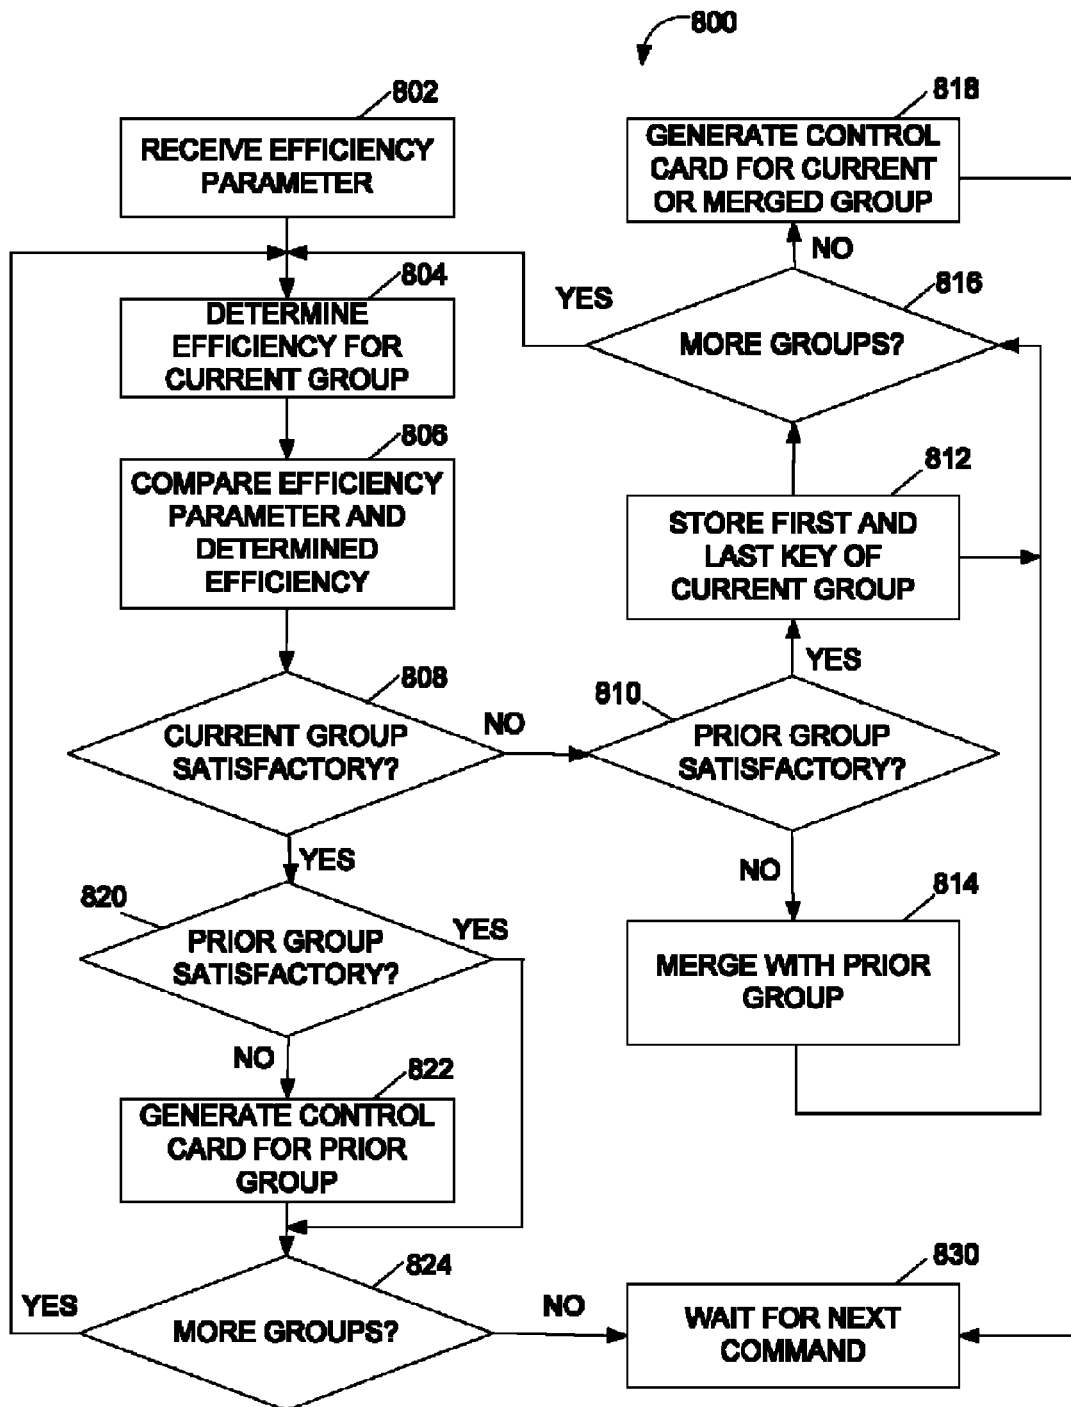 800
802
RECEIVE EFFICIENCY
PARAMETER
804
DETERMINE
EFFICIENCY FOR
CURRENT GROUP
806
COMPARE EFFICIENCY
PARAMETER AND
DETERMINED
EFFICIENCY
808
CURRENT GROUP
SATISFACTORY?
NO
YES
820
PRIOR GROUP
SATISFACTORY?
YES
NO
822
GENERATE CONTROL
CARD FOR PRIOR
GROUP
824
MORE GROUPS?
YES
NO
818
GENERATE CONTROL
CARD FOR CURRENT
OR MERGED GROUP
NO
816
YES
MORE GROUPS?
812
STORE FIRST AND
LAST KEY OF
CURRENT GROUP
YES
810
PRIOR GROUP
SATISFACTORY?
NO
814
MERGE WITH PRIOR
GROUP
830
WAIT FOR NEXT
COMMAND